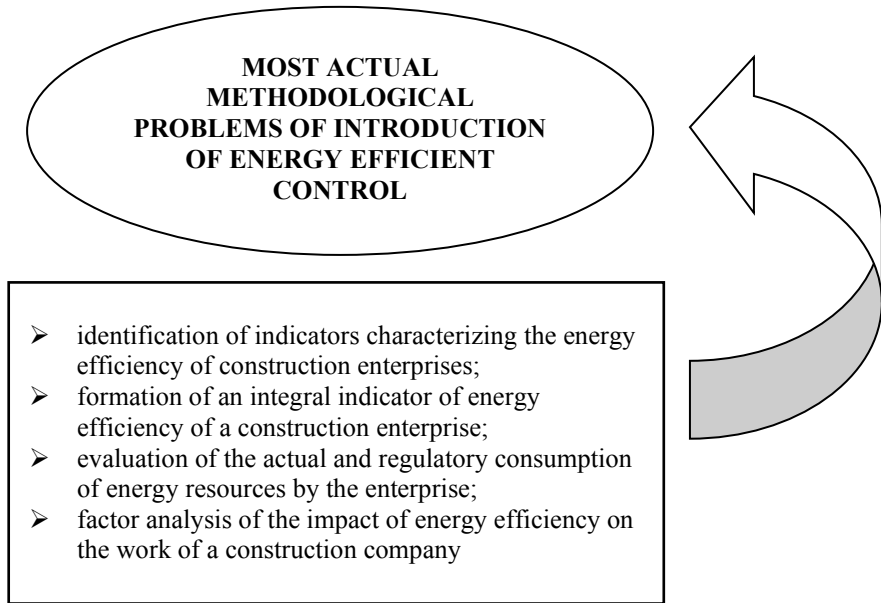 MOST ACTUAL
METHODOLOGICAL
PROBLEMS OF INTRODUCTION
OF ENERGY EFFICIENT
CONTROL
➢ identification of indicators characterizing the energy
efficiency of construction enterprises;
➢ formation of an integral indicator of energy
efficiency of a construction enterprise;
➢ evaluation of the actual and regulatory consumption
of energy resources by the enterprise;
➢ factor analysis of the impact of energy efficiency on
the work of a construction company